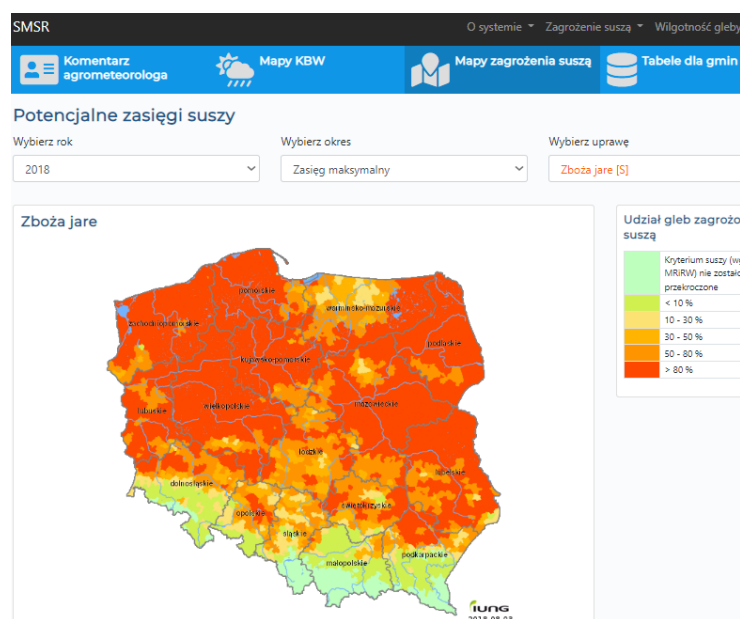 SMSR
O systemie
Zagrożenie suszą
Wilgotność gleby
Komentarz
agrometeorologa
Mapy KBW
Mapy zagrożenia suszą
Tabele dla gmin
Potencjalne zasięgi suszy
Wybierz rok
Wybierz okres
Wybierz uprawę
2018
Zasięg maksymalny
Zboża jare [S]
Zboża jare
Udział gleb zagrożo
suszą
Kryterium suszy (wg
MRiRW) nie został
przekroczone
< 10 %
10 - 30 %
30 - 50 %
50 - 80 %
> 80 %
pomorskie
warmińsko-mazurskie
zachodniopomorskie
podlaskie
kujawsko-pomorskie
lubuskie
wielkopolskie
mazowieckie
łódzkie
lubelskie
dolnośląskie
opolskie
świętokrzyskie
śląskie
małopolskie
podkarpackie
IUNG